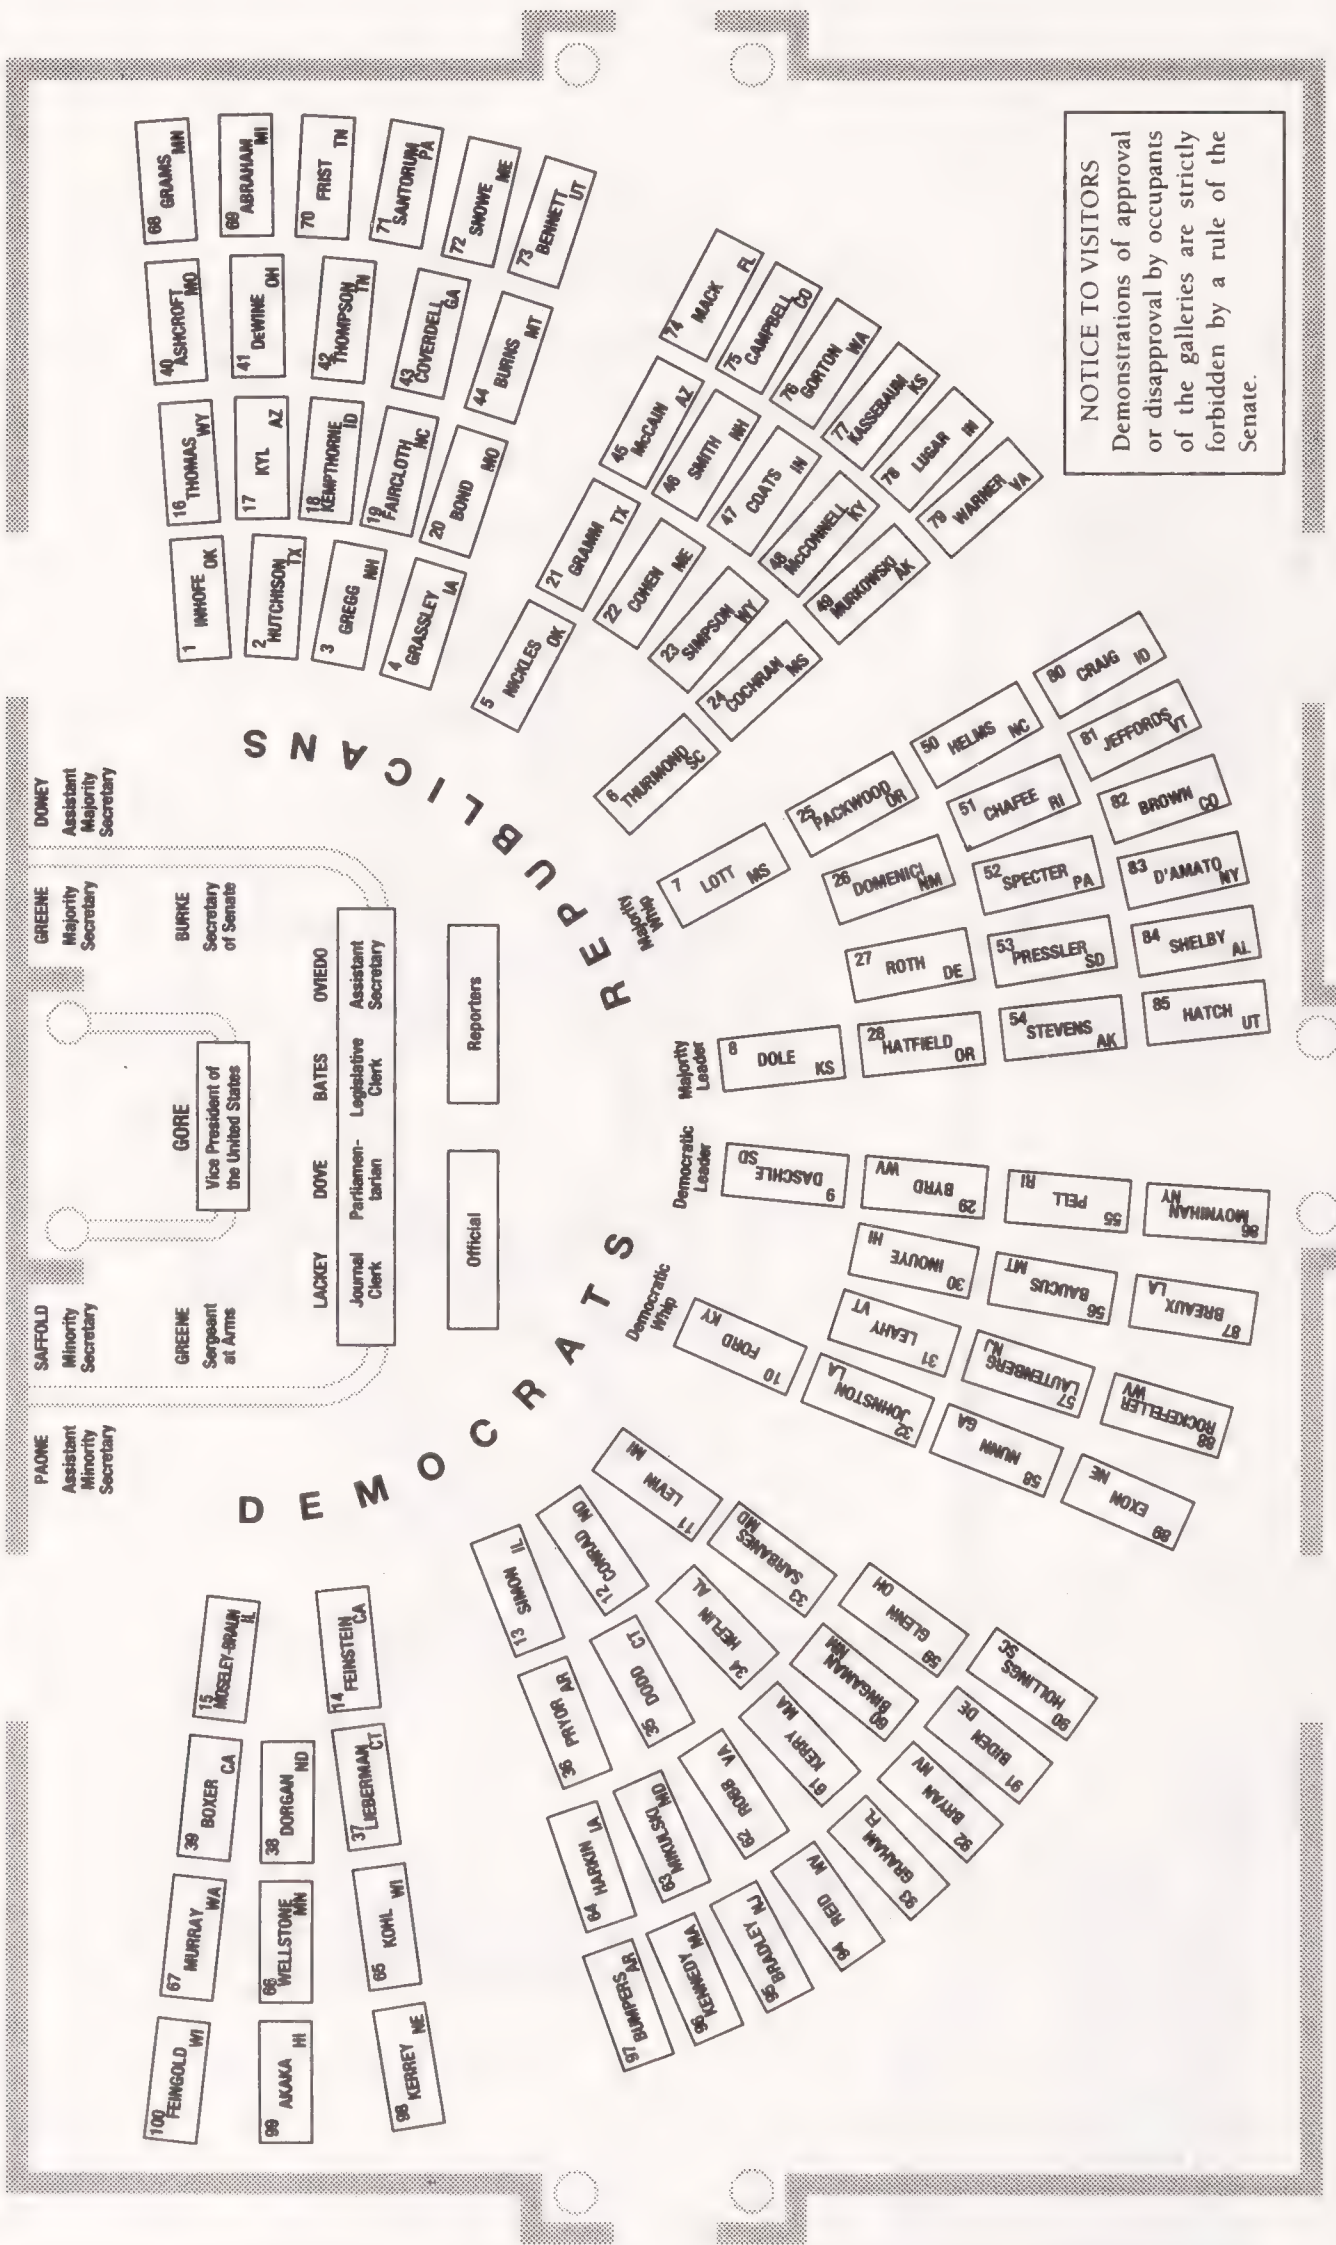 PAONE
Assistant
Minority
Secretary
SAFFOLD
Minority
Secretary
GREENE
Majority
Secretary
DONEY
Assistant
Majority
Secretary
GREENE
Sergeant
at Arms
GORE
Vice President of
the United States
BURKE
Secretary
of Senate
LACKEY
Journal
Clerk
DOVE
Parliamen-
tarian
BATES
Legislative
Clerk
OVIEDO
Assistant
Secretary
Official
Reporters
DEMOCRATS
REPUBLICANS
Democratic
Whip
Democratic
Leader
Majority
Leader
Majority
Whip
1 INHOFE OK
2 HUTCHISON TX
3 GREGG NH
4 GRASSLEY IA
5 NICKLES OK
6 THURMOND SC
7 LOTT MS
8 DOLE KS
9 DASCHLE SD
10 FORD KY
11 LEVIN MI
12 CONRAD ND
13 SIMON IL
14 FEINSTEIN CA
15 MOSELEY-BRAUN IL
16 THOMAS WY
17 KYL AZ
18 KEMPTHORNE ID
19 FAIRCLOTH NC
20 BOND MO
21 GRAMM TX
22 COHEN ME
23 SIMPSON WY
24 COCHRAN MS
25 PACKWOOD OR
26 DOMENICI NM
27 ROTH DE
28 HATFIELD OR
29 BYRD WV
30 INOUYE HI
31 LEAHY VT
32 JOHNSTON LA
33 SARBANES MD
34 HEFLIN AL
35 DODD CT
36 PRYOR AR
37 LIEBERMAN CT
38 DORGAN ND
39 BOXER CA
40 ASHCROFT MO
41 DeWINE OH
42 THOMPSON TN
43 COVERDELL GA
44 BURNS MT
45 McCAIN AZ
46 SMITH NH
47 COATS IN
48 McCONNELL KY
49 MURKOWSKI AK
50 HELMS NC
51 CHAFEE RI
52 SPECTER PA
53 PRESSLER SD
54 STEVENS AK
55 PELL RI
56 BAUCUS MT
57 LAUTENBERG NJ
58 NUNN GA
59 GLENN OH
60 BINGAMAN NM
61 KERRY MA
62 ROBB VA
63 MIKULSKI MD
64 HARKIN IA
65 KOHL WI
66 WELLSTONE MN
67 MURRAY WA
68 GRAMS MN
69 ABRAHAM MI
70 FRIST TN
71 SANTORUM PA
72 SNOWE ME
73 BENNETT UT
74 MACK FL
75 CAMPBELL CO
76 GORTON WA
77 KASSEBAUM KS
78 LUGAR IN
79 WARNER VA
80 CRAIG ID
81 JEFFORDS VT
82 BROWN CO
83 D'AMATO NY
84 SHELBY AL
85 HATCH UT
86 MOYNIHAN NY
87 BREAUX LA
88 ROCKEFELLER WV
89 EXON NE
90 HOLLINGS SC
91 BIDEN DE
92 BRYAN NV
93 GRAHAM FL
94 REID NV
95 BRADLEY NJ
96 KENNEDY MA
97 BUMPERS AR
98 KERREY NE
99 AKAKA HI
100 FEINGOLD WI
NOTICE TO VISITORS
Demonstrations of approval
or disapproval by occupants
of the galleries are strictly
forbidden by a rule of the
Senate.